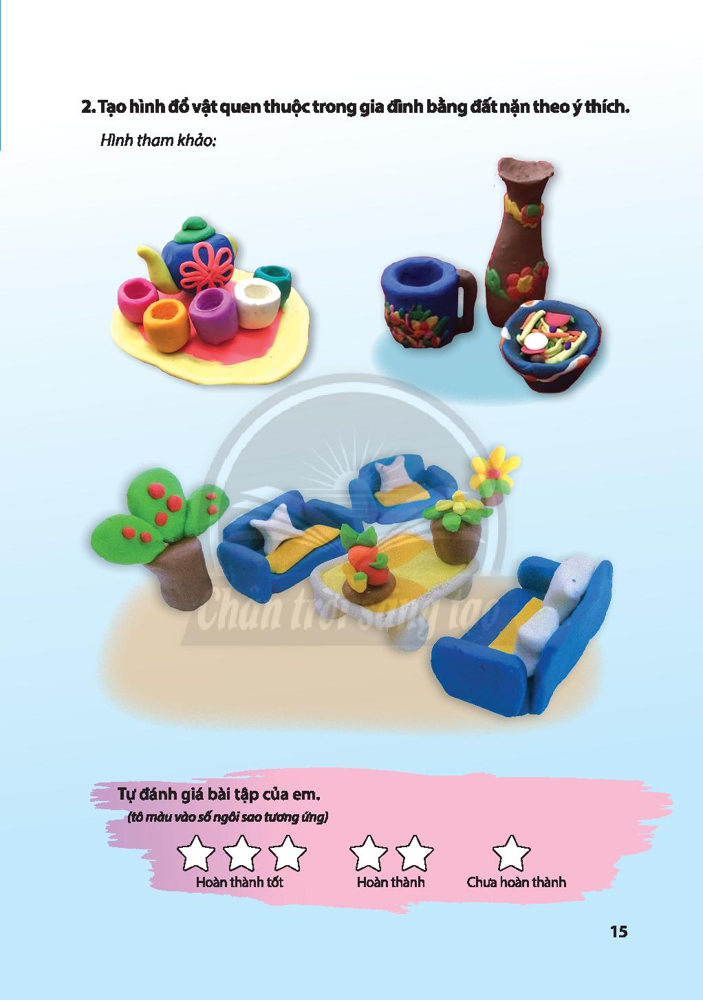 2. Tạo hình đồ vật quen thuộc trong gia đình bằng đất nặn theo ý thích.
Hình tham khảo:
Chân trời sáng tạo
Tự đánh giá bài tập của em.
(tô màu vào số ngôi sao tương ứng)
Hoàn thành tốt Hoàn thành Chưa hoàn thành
15